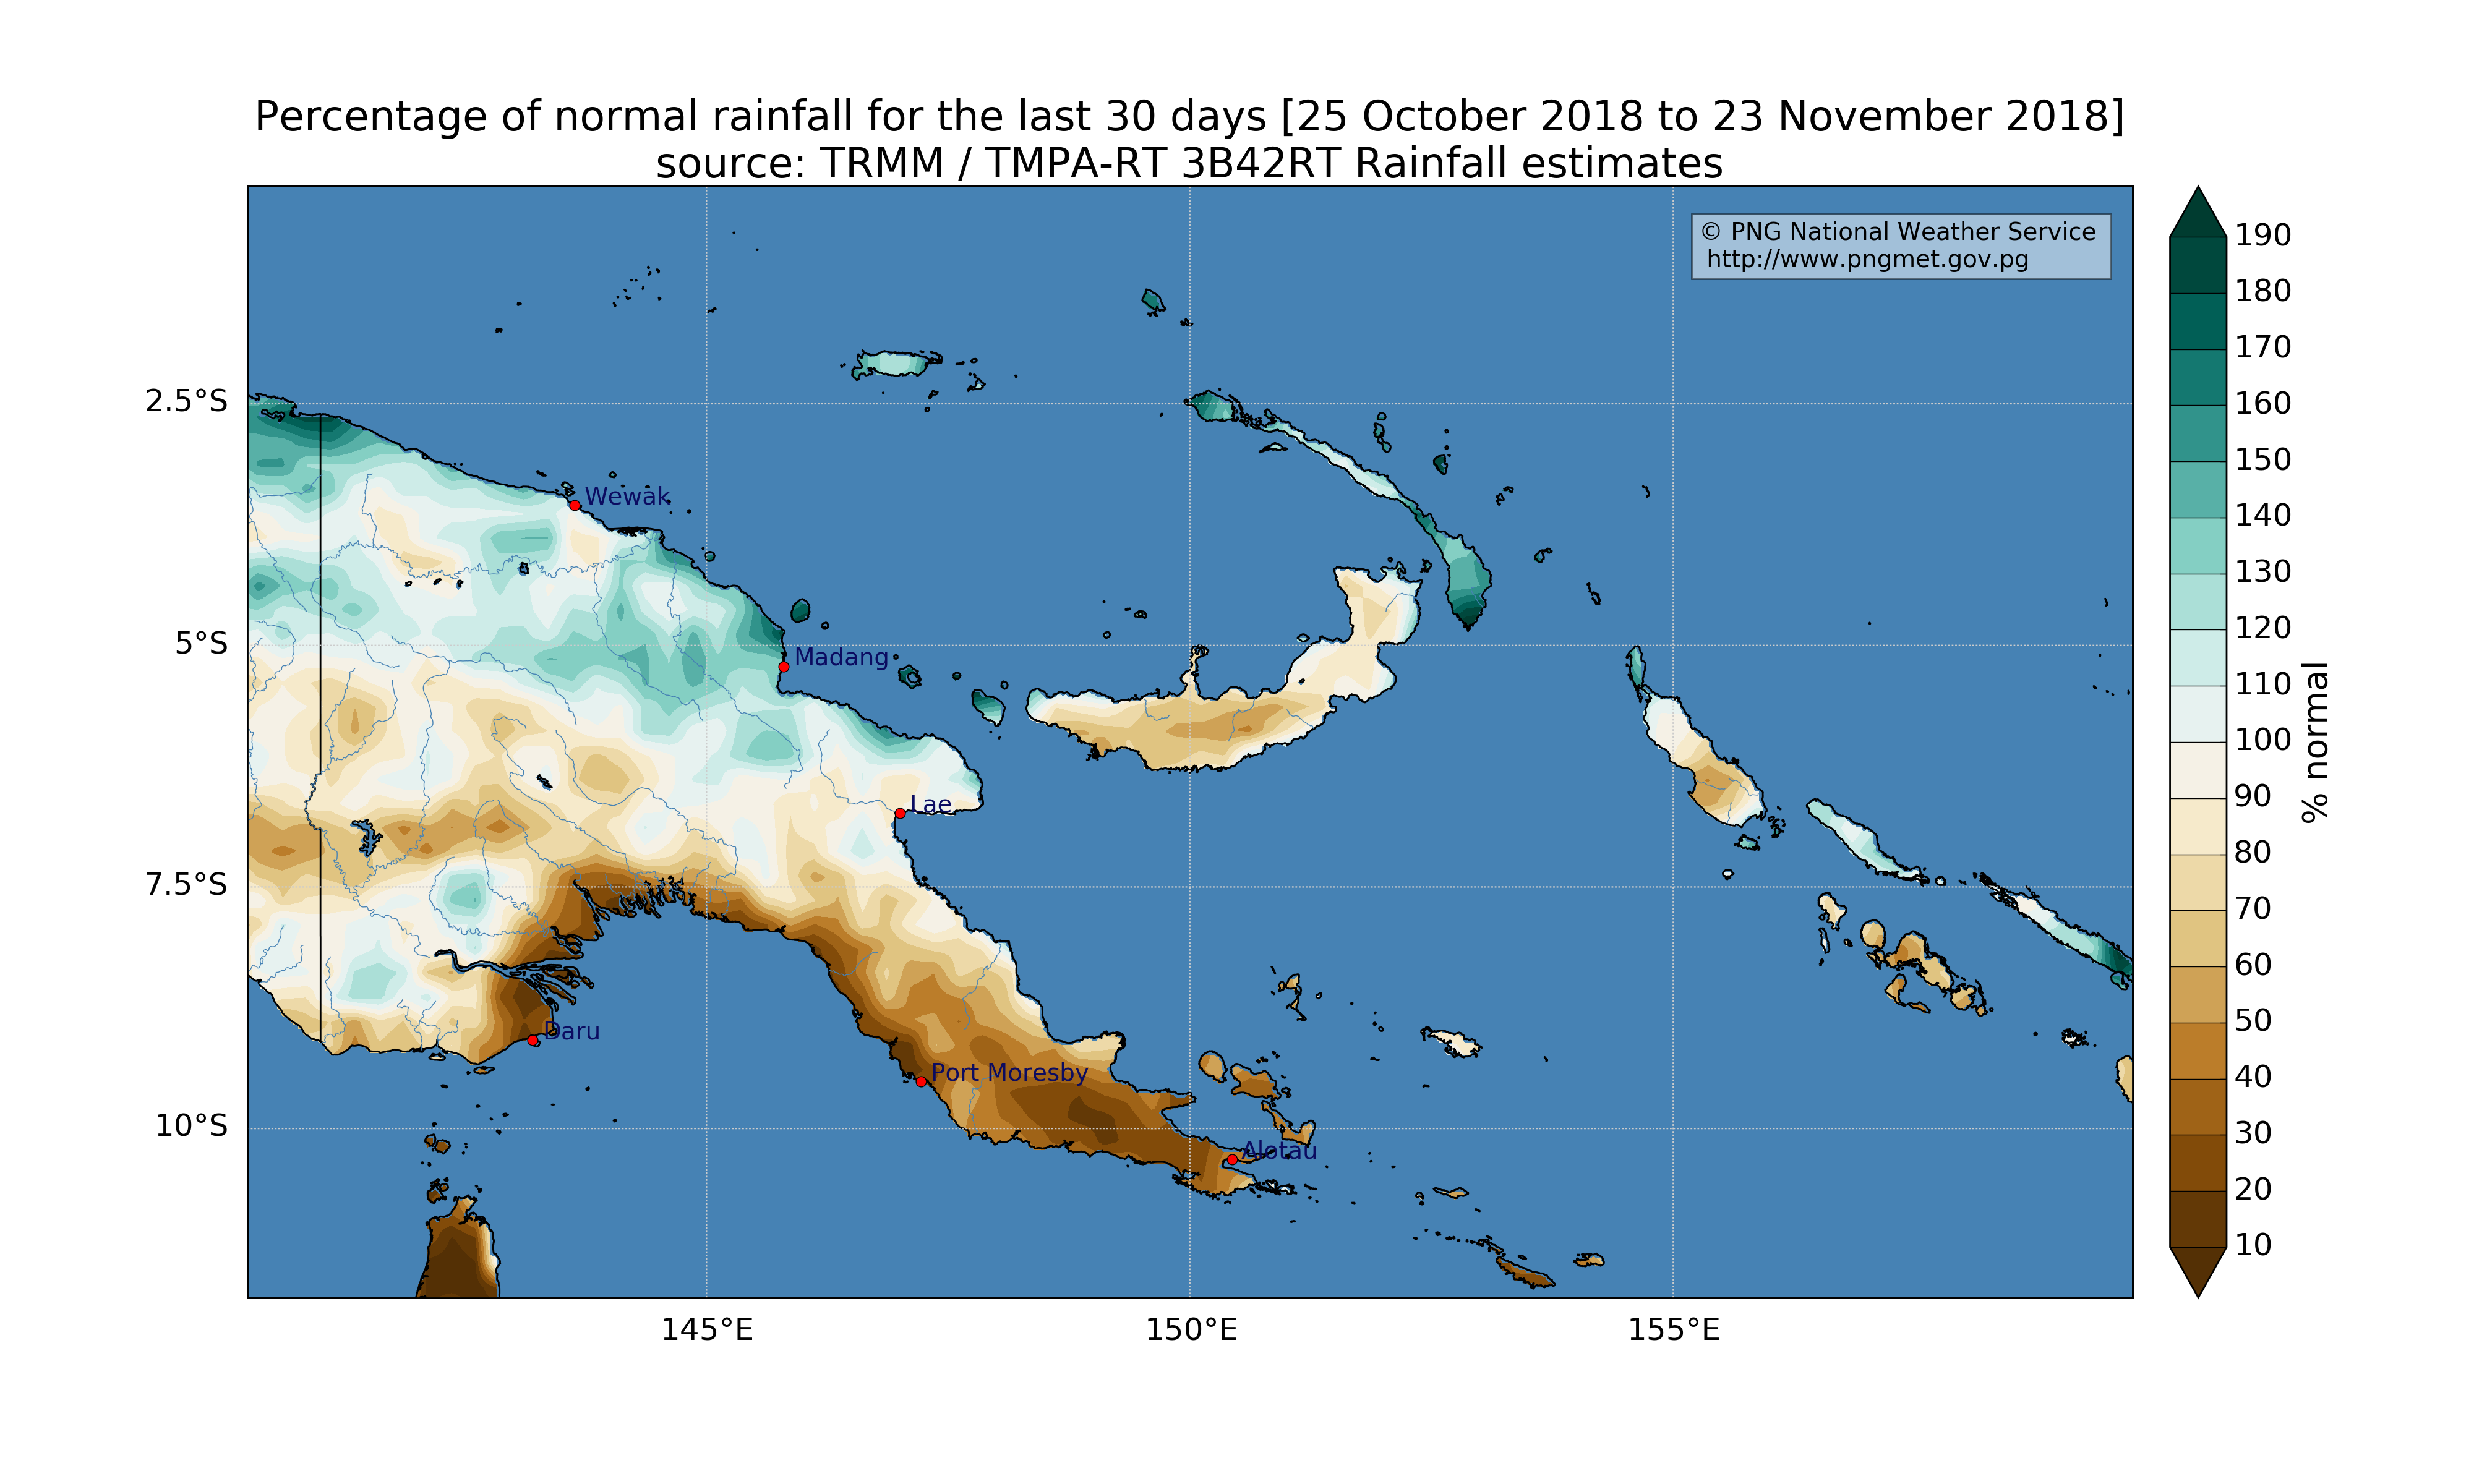 Percentage of normal rainfall for the last 30 days [25 October 2018 to 23 November 2018]
source: TRMM / TMPA-RT 3B42RT Rainfall estimates
© PNG National Weather Service
http://www.pngmet.gov.pg
2.5°S
5°S
7.5°S
10°S
Wewak
Madang
Lae
Daru
Port Moresby
Alotau
145°E
150°E
155°E
190
180
170
160
150
140
130
120
110
100
90
80
70
60
50
40
30
20
10
% normal